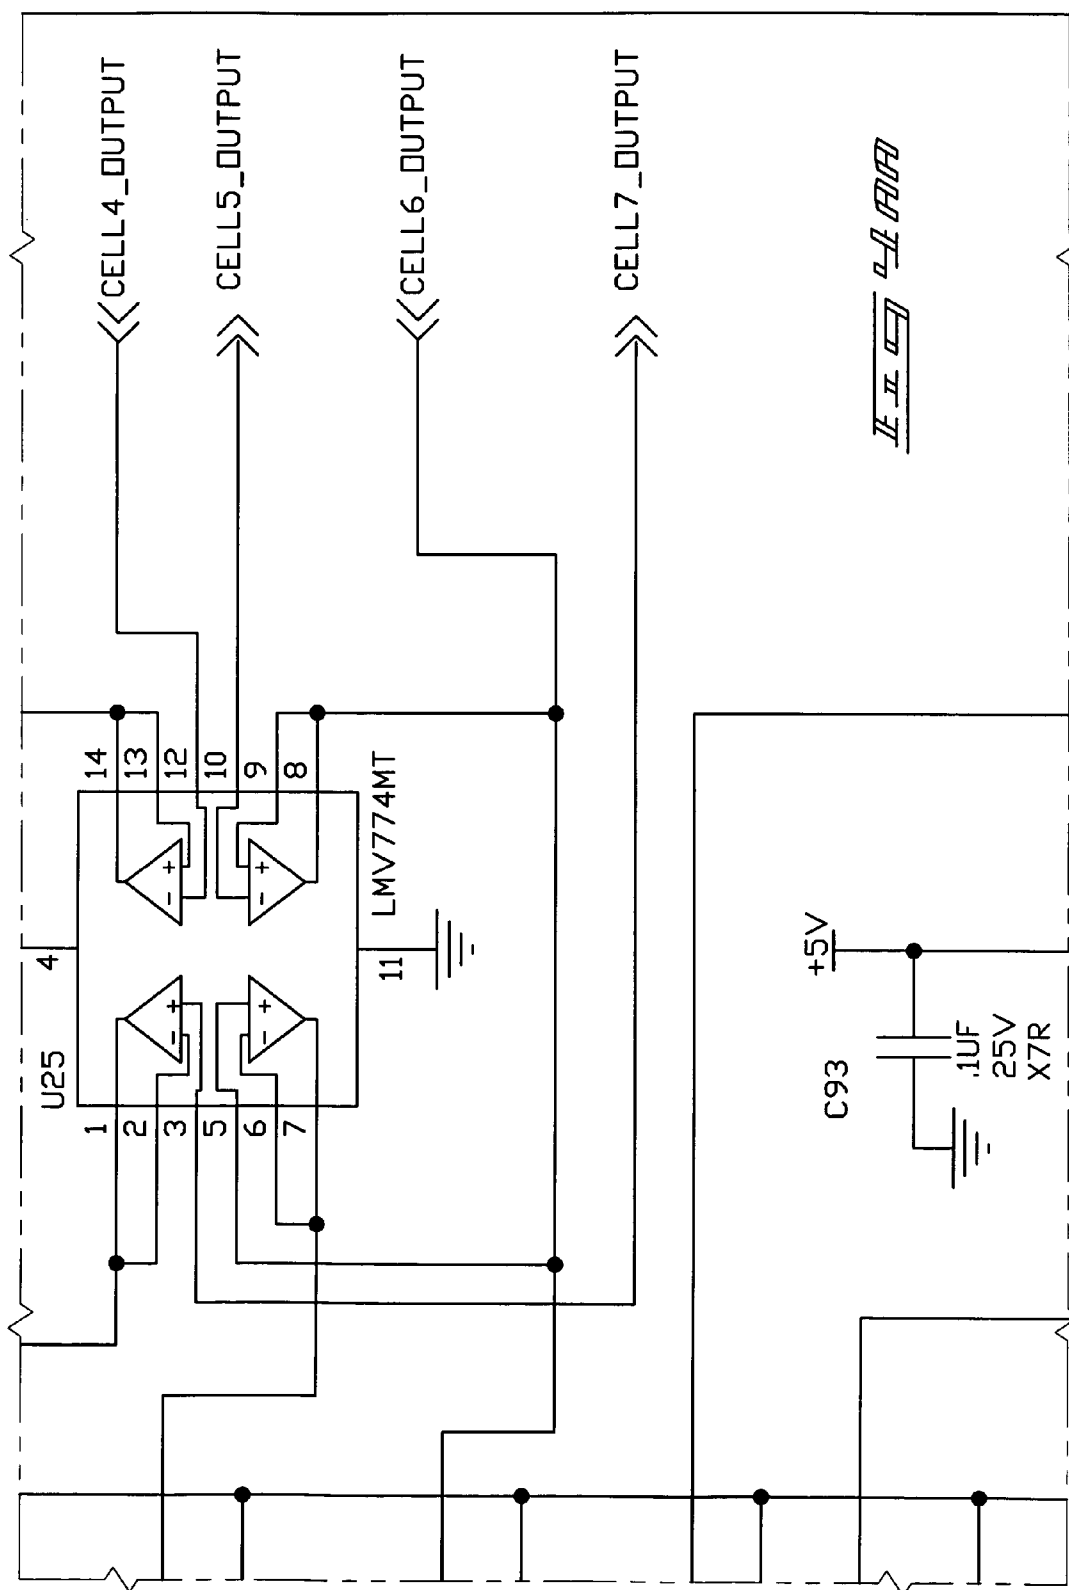 CELL4_OUTPUT
CELL5_OUTPUT
CELL6_OUTPUT
CELL7_OUTPUT
U25
4
1
2
3
5
6
7
14
13
12
10
9
8
11
LMV774MT
+ -
+ -
+ -
+ -
+5V
C93
.1UF
25V
X7R
Fig 4AA